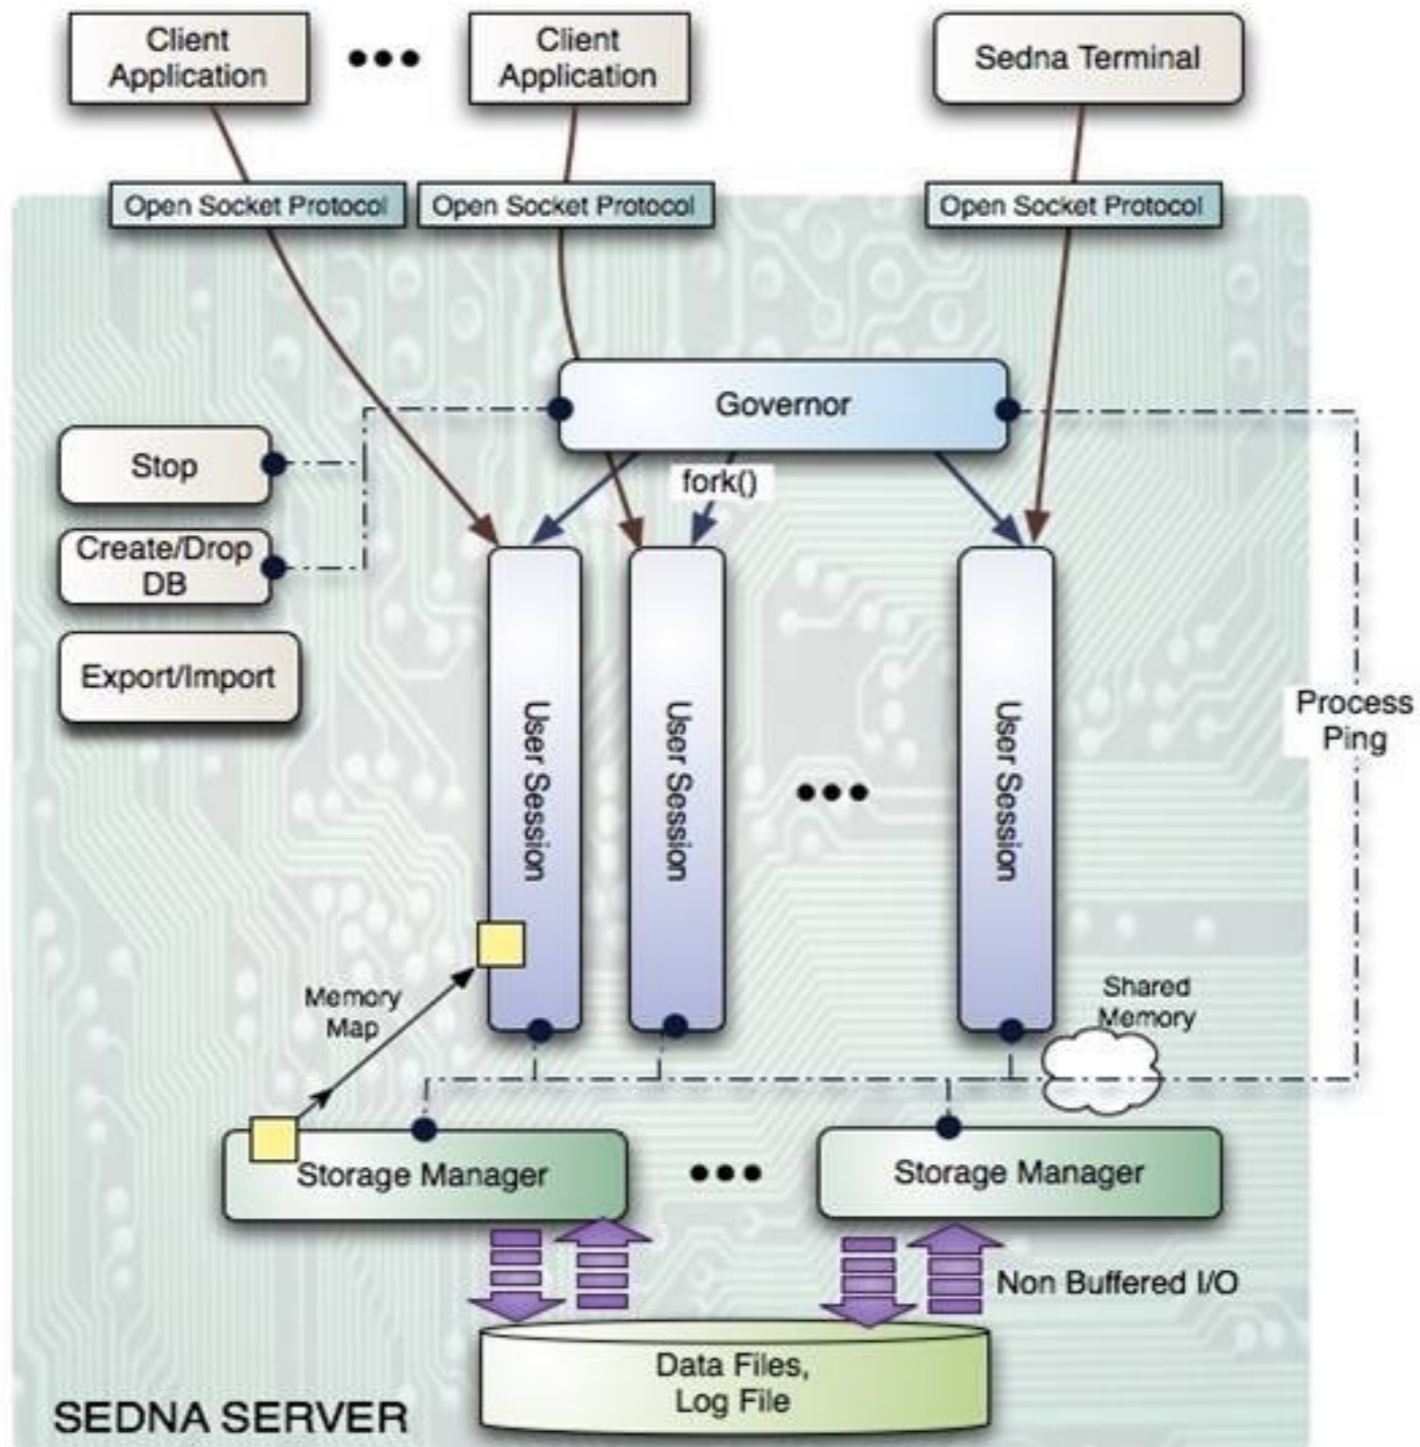 Client
Application
Client
Application
Sedna Terminal
Open Socket Protocol
Open Socket Protocol
Open Socket Protocol
Governor
Stop
fork()
Create/Drop
DB
Export/Import
User Session
User Session
User Session
Process
Ping
Memory
Map
Shared
Memory
Storage Manager
Storage Manager
Non Buffered I/O
Data Files,
Log File
SEDNA SERVER